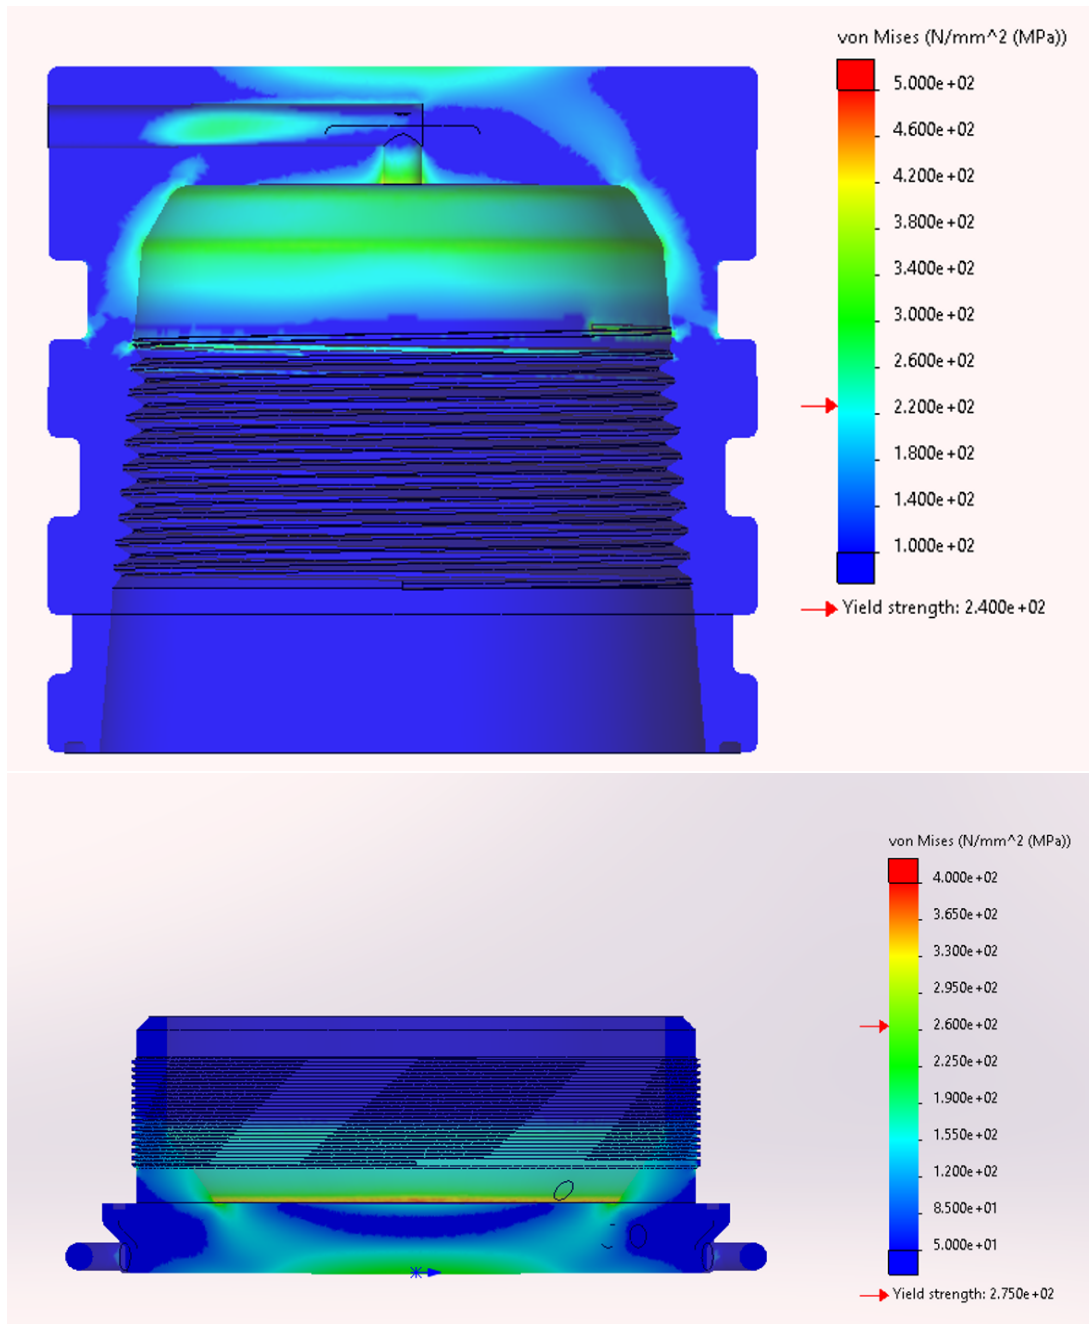 von Mises (N/mm^2 (MPa))
5.000e+02
4.600e+02
4.200e+02
3.800e+02
3.400e+02
3.000e+02
2.600e+02
2.200e+02
1.800e+02
1.400e+02
1.000e+02
Yield strength: 2.400e+02
von Mises (N/mm^2 (MPa))
4.000e+02
3.650e+02
3.300e+02
2.950e+02
2.600e+02
2.250e+02
1.900e+02
1.550e+02
1.200e+02
8.500e+01
5.000e+01
Yield strength: 2.750e+02